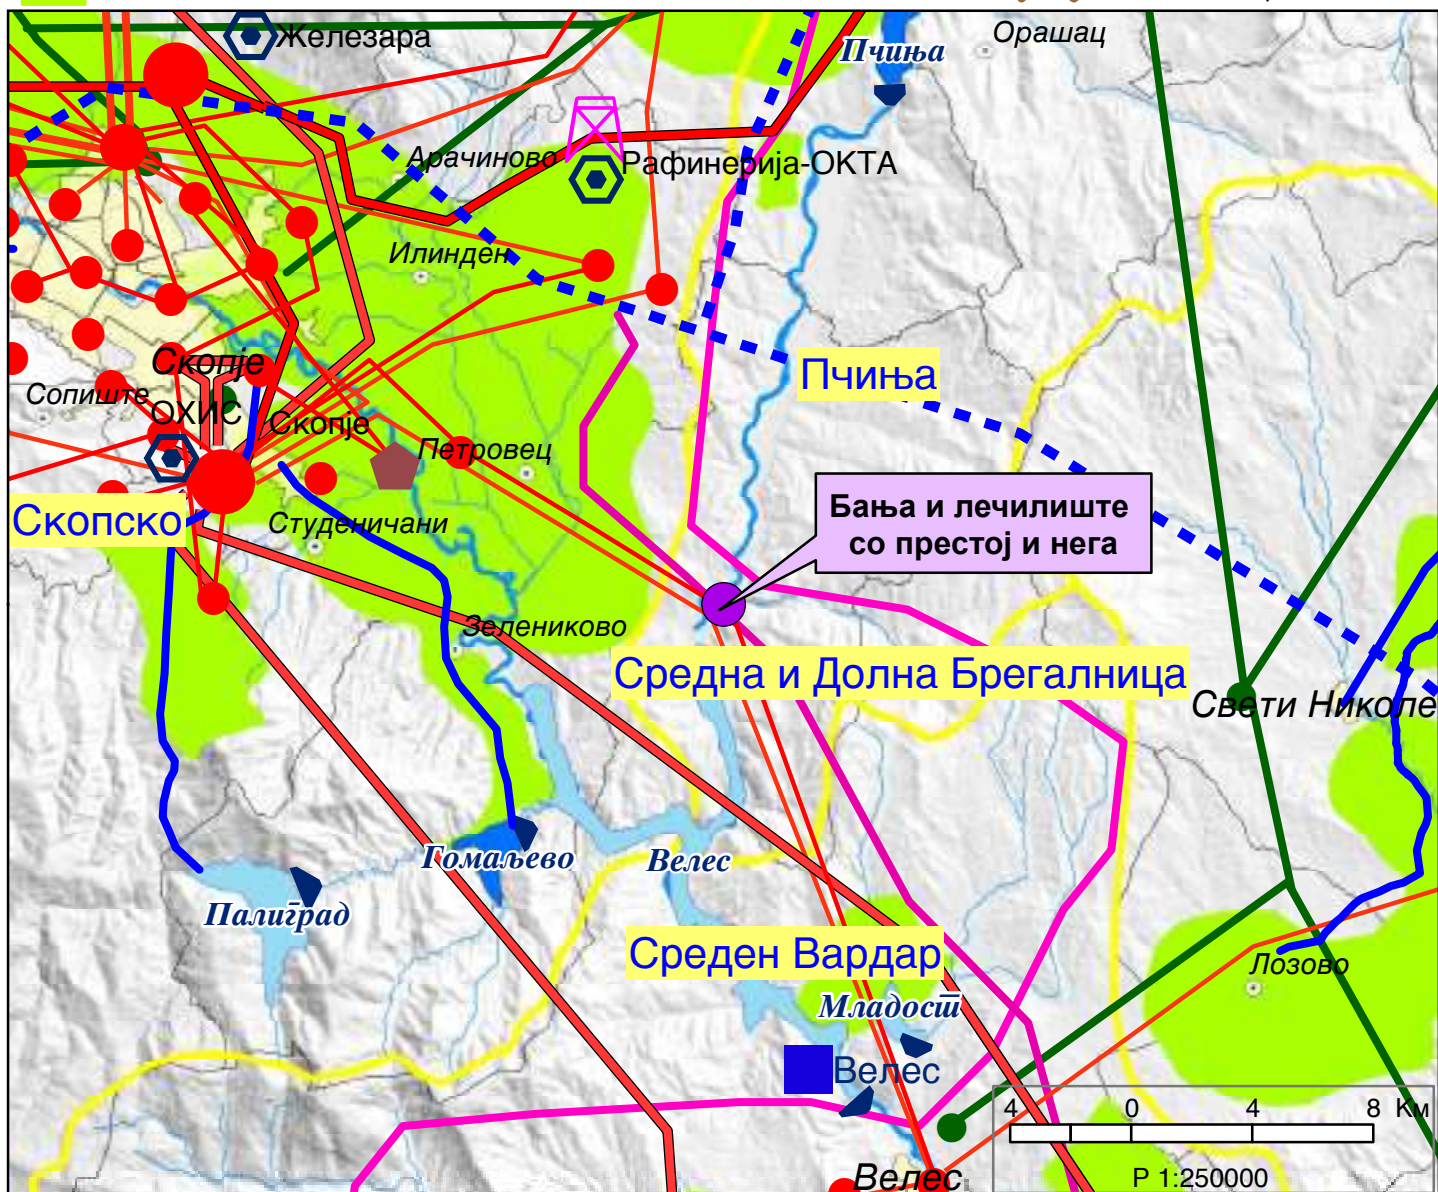 Железара
Пчиња
Орашац
Арачиново
Рафинерија-ОКТА
Илинден
Скопје
Пчиња
Сопиште
ОХИС
Скопје
Петровец
Бања и лечилиште
со престој и нега
Скопско
Студеничани
Зелениково
Средна и Долна Брегалница
Свети Николе
Гомаљево
Велес
Палиград
Среден Вардар
Лозово
Младост
Велес
4 0 4 8 Км
Велес
Р 1:250000